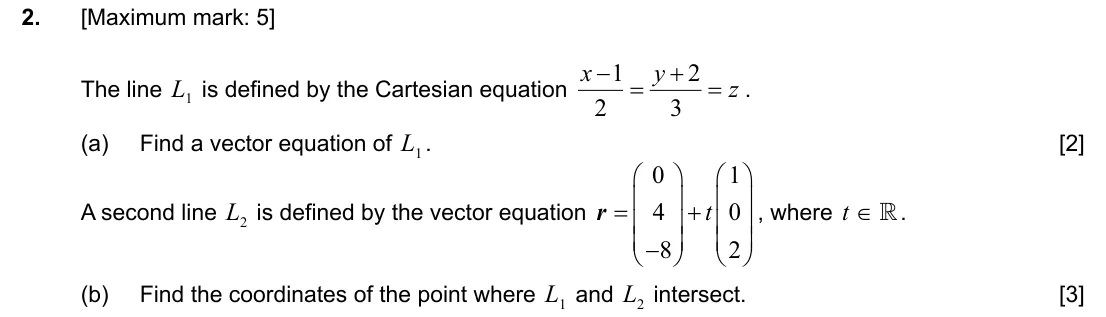 2. [Maximum mark: 5]
The line L₁ is defined by the Cartesian equation (x−1)/2 = (y+2)/3 = z .
(a) Find a vector equation of L₁. [2]
A second line L₂ is defined by the vector equation r = (0, 4, −8) + t(1, 0, 2), where t ∈ ℝ.
(b) Find the coordinates of the point where L₁ and L₂ intersect. [3]